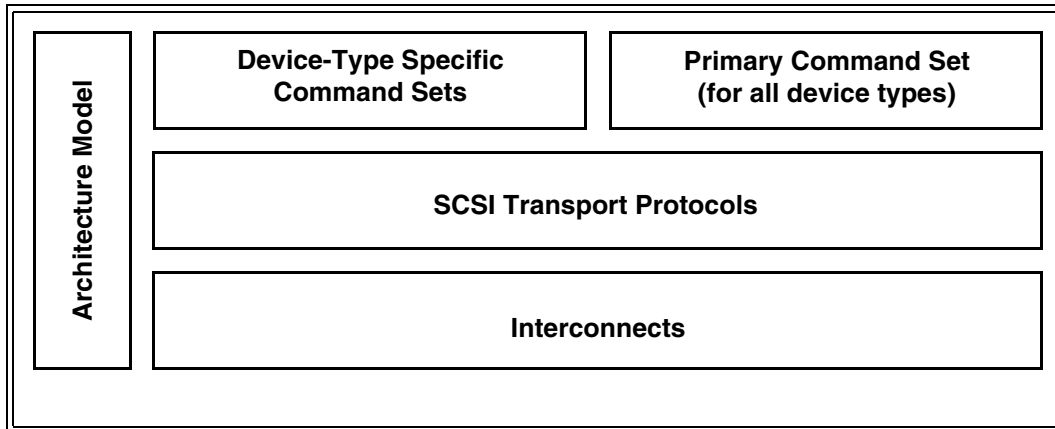 Architecture Model
Device-Type Specific
Command Sets
Primary Command Set
(for all device types)
SCSI Transport Protocols
Interconnects